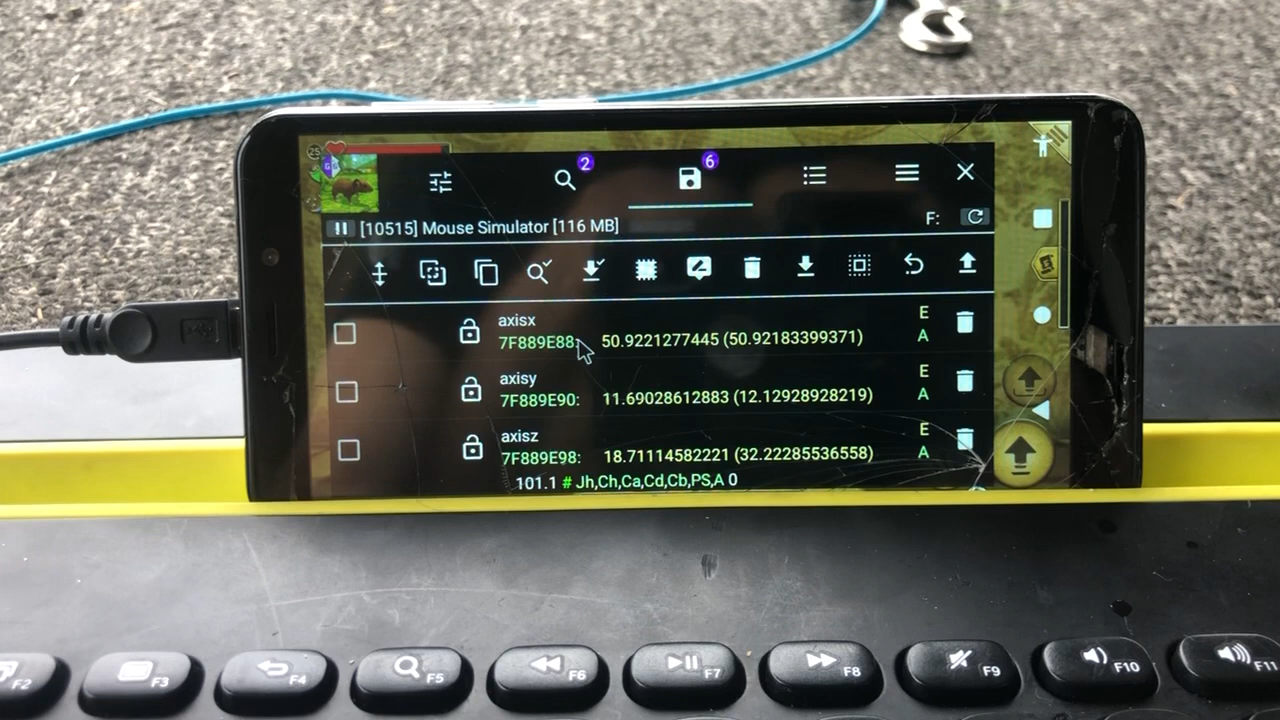 25
2
6
[10515] Mouse Simulator [116 MB]
F:
axisx
E
7F889E88:
50.9221277445 (50.92183399371)
A
axisy
E
7F889E90:
11.69028612883 (12.12928928219)
A
axisz
E
7F889E98:
18.71114582221 (32.22285536558)
A
101.1 # Jh,Ch,Ca,Cd,Cb,PS,A 0
F2
F3
F4
F5
F6
F7
F8
F9
F10
F11